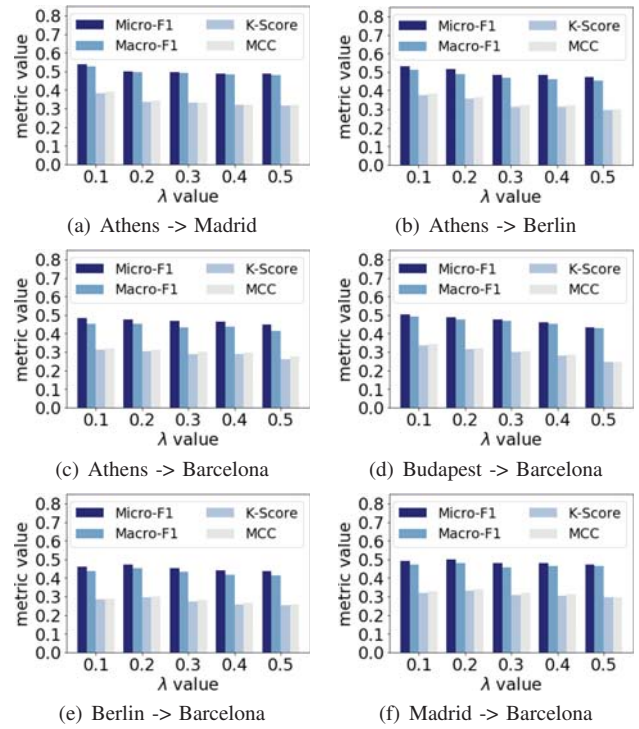 0.8
0.7
0.6
0.5
0.4
0.3
0.2
0.1
0.0
metric value
Micro-F1 K-Score
Macro-F1 MCC
0.1 0.2 0.3 0.4 0.5
λ value
(a) Athens -> Madrid
0.8
0.7
0.6
0.5
0.4
0.3
0.2
0.1
0.0
metric value
Micro-F1 K-Score
Macro-F1 MCC
0.1 0.2 0.3 0.4 0.5
λ value
(b) Athens -> Berlin
0.8
0.7
0.6
0.5
0.4
0.3
0.2
0.1
0.0
metric value
Micro-F1 K-Score
Macro-F1 MCC
0.1 0.2 0.3 0.4 0.5
λ value
(c) Athens -> Barcelona
0.8
0.7
0.6
0.5
0.4
0.3
0.2
0.1
0.0
metric value
Micro-F1 K-Score
Macro-F1 MCC
0.1 0.2 0.3 0.4 0.5
λ value
(d) Budapest -> Barcelona
0.8
0.7
0.6
0.5
0.4
0.3
0.2
0.1
0.0
metric value
Micro-F1 K-Score
Macro-F1 MCC
0.1 0.2 0.3 0.4 0.5
λ value
(e) Berlin -> Barcelona
0.8
0.7
0.6
0.5
0.4
0.3
0.2
0.1
0.0
metric value
Micro-F1 K-Score
Macro-F1 MCC
0.1 0.2 0.3 0.4 0.5
λ value
(f) Madrid -> Barcelona